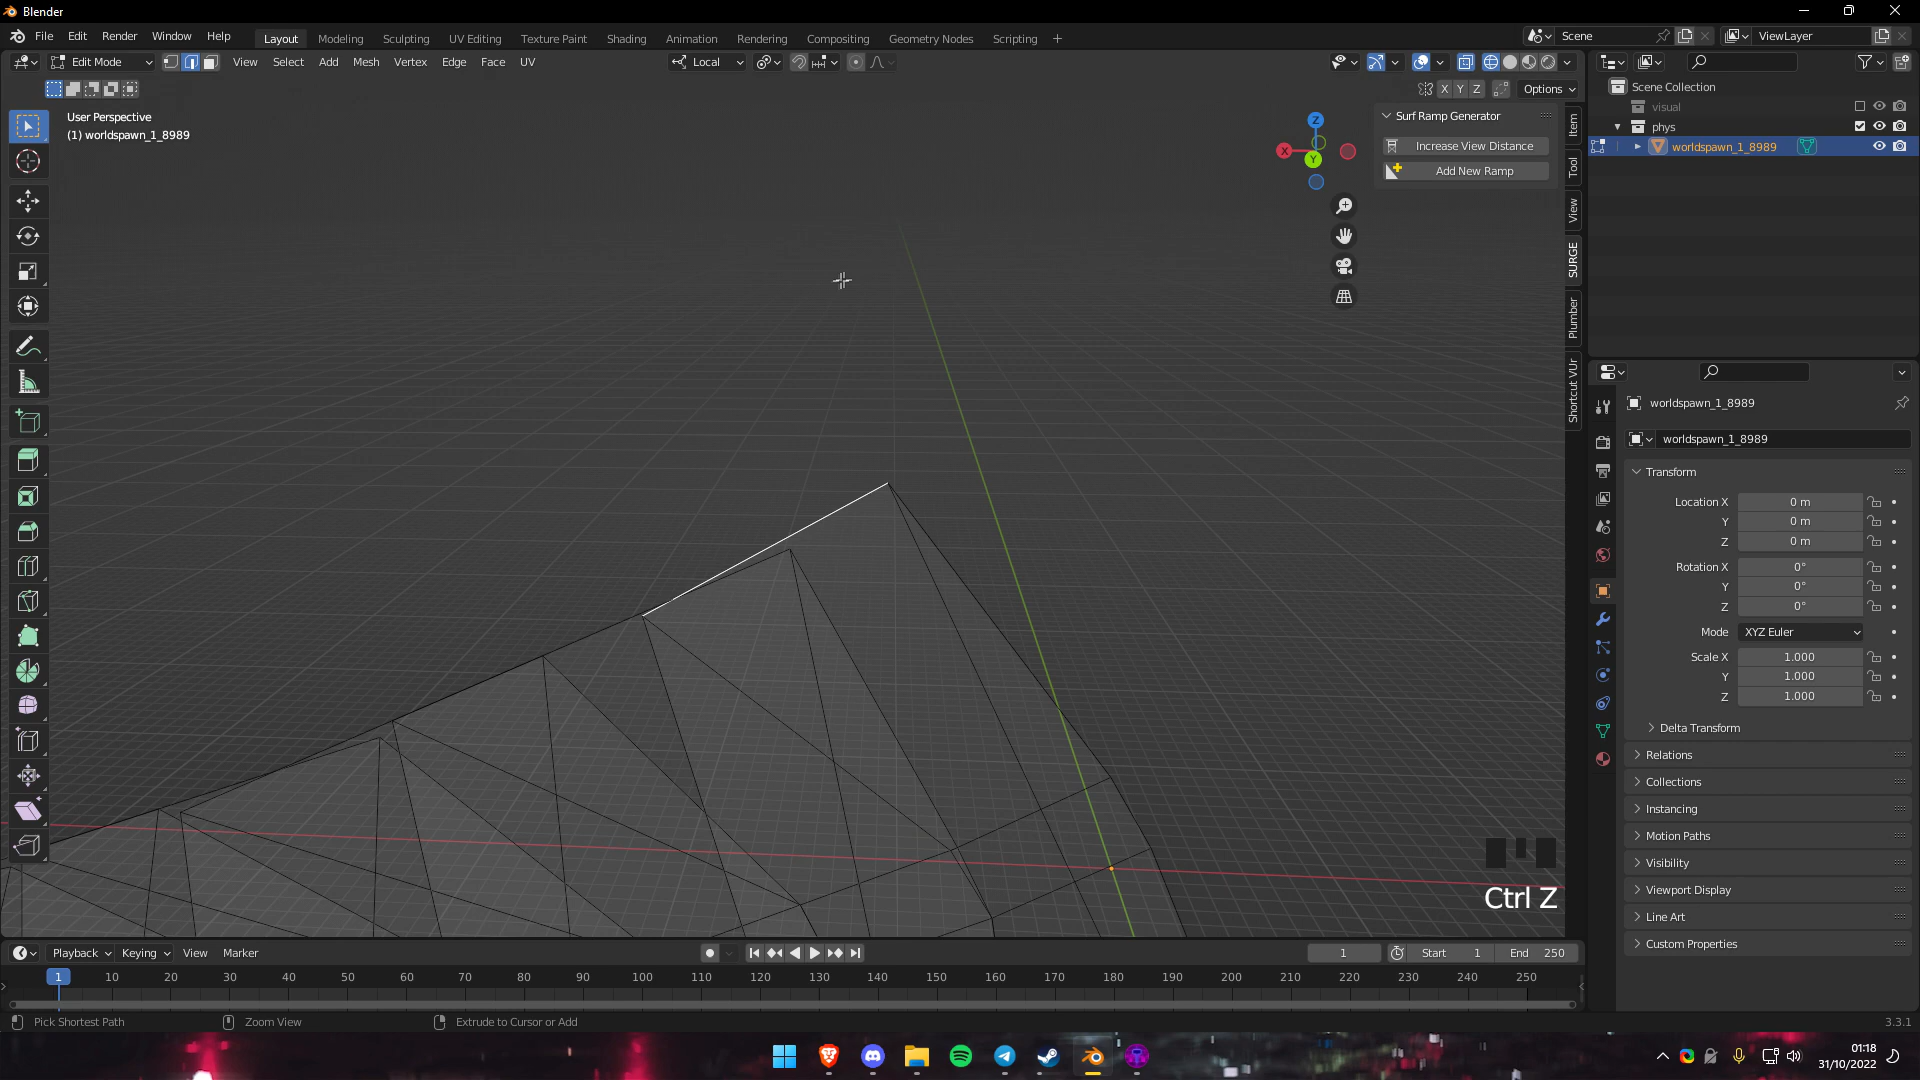 Blender
File Edit Render Window Help
Layout Modeling Sculpting UV Editing Texture Paint Shading Animation Rendering Compositing Geometry Nodes Scripting +
Scene
ViewLayer
Edit Mode
View Select Add Mesh Vertex Edge Face UV
Local
X Y Z
Options
User Perspective
(1) worldspawn_1_8989
Z
X
Y
Surf Ramp Generator
Increase View Distance
Add New Ramp
Item
Tool
View
SURGE
Plumber
Shortcut VUr
Scene Collection
visual
phys
worldspawn_1_8989
worldspawn_1_8989
worldspawn_1_8989
Transform
Location X 0 m
Y 0 m
Z 0 m
Rotation X 0°
Y 0°
Z 0°
Mode XYZ Euler
Scale X 1.000
Y 1.000
Z 1.000
Delta Transform
Relations
Collections
Instancing
Motion Paths
Visibility
Viewport Display
Line Art
Custom Properties
Ctrl Z
Playback Keying View Marker
1 Start 1 End 250
1 10 20 30 40 50 60 70 80 90 100 110 120 130 140 150 160 170 180 190 200 210 220 230 240 250
Pick Shortest Path
Zoom View
Extrude to Cursor or Add
3.3.1
01:18
31/10/2022